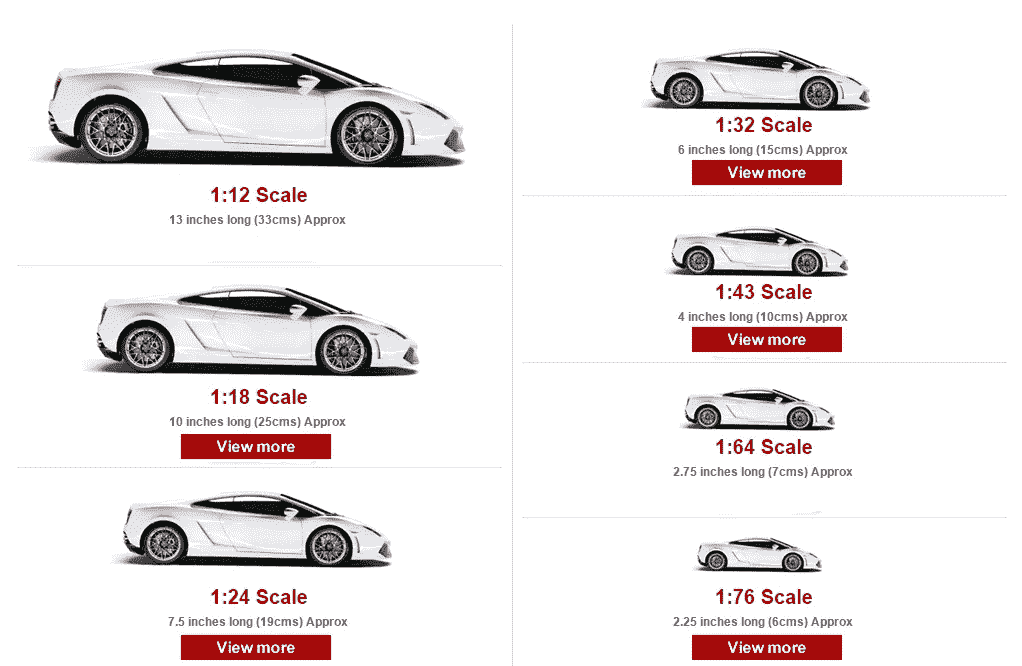 1:12 Scale
13 inches long (33cms) Approx
1:18 Scale
10 inches long (25cms) Approx
View more
1:24 Scale
7.5 inches long (19cms) Approx
View more
1:32 Scale
6 inches long (15cms) Approx
View more
1:43 Scale
4 inches long (10cms) Approx
View more
1:64 Scale
2.75 inches long (7cms) Approx
1:76 Scale
2.25 inches long (6cms) Approx
View more